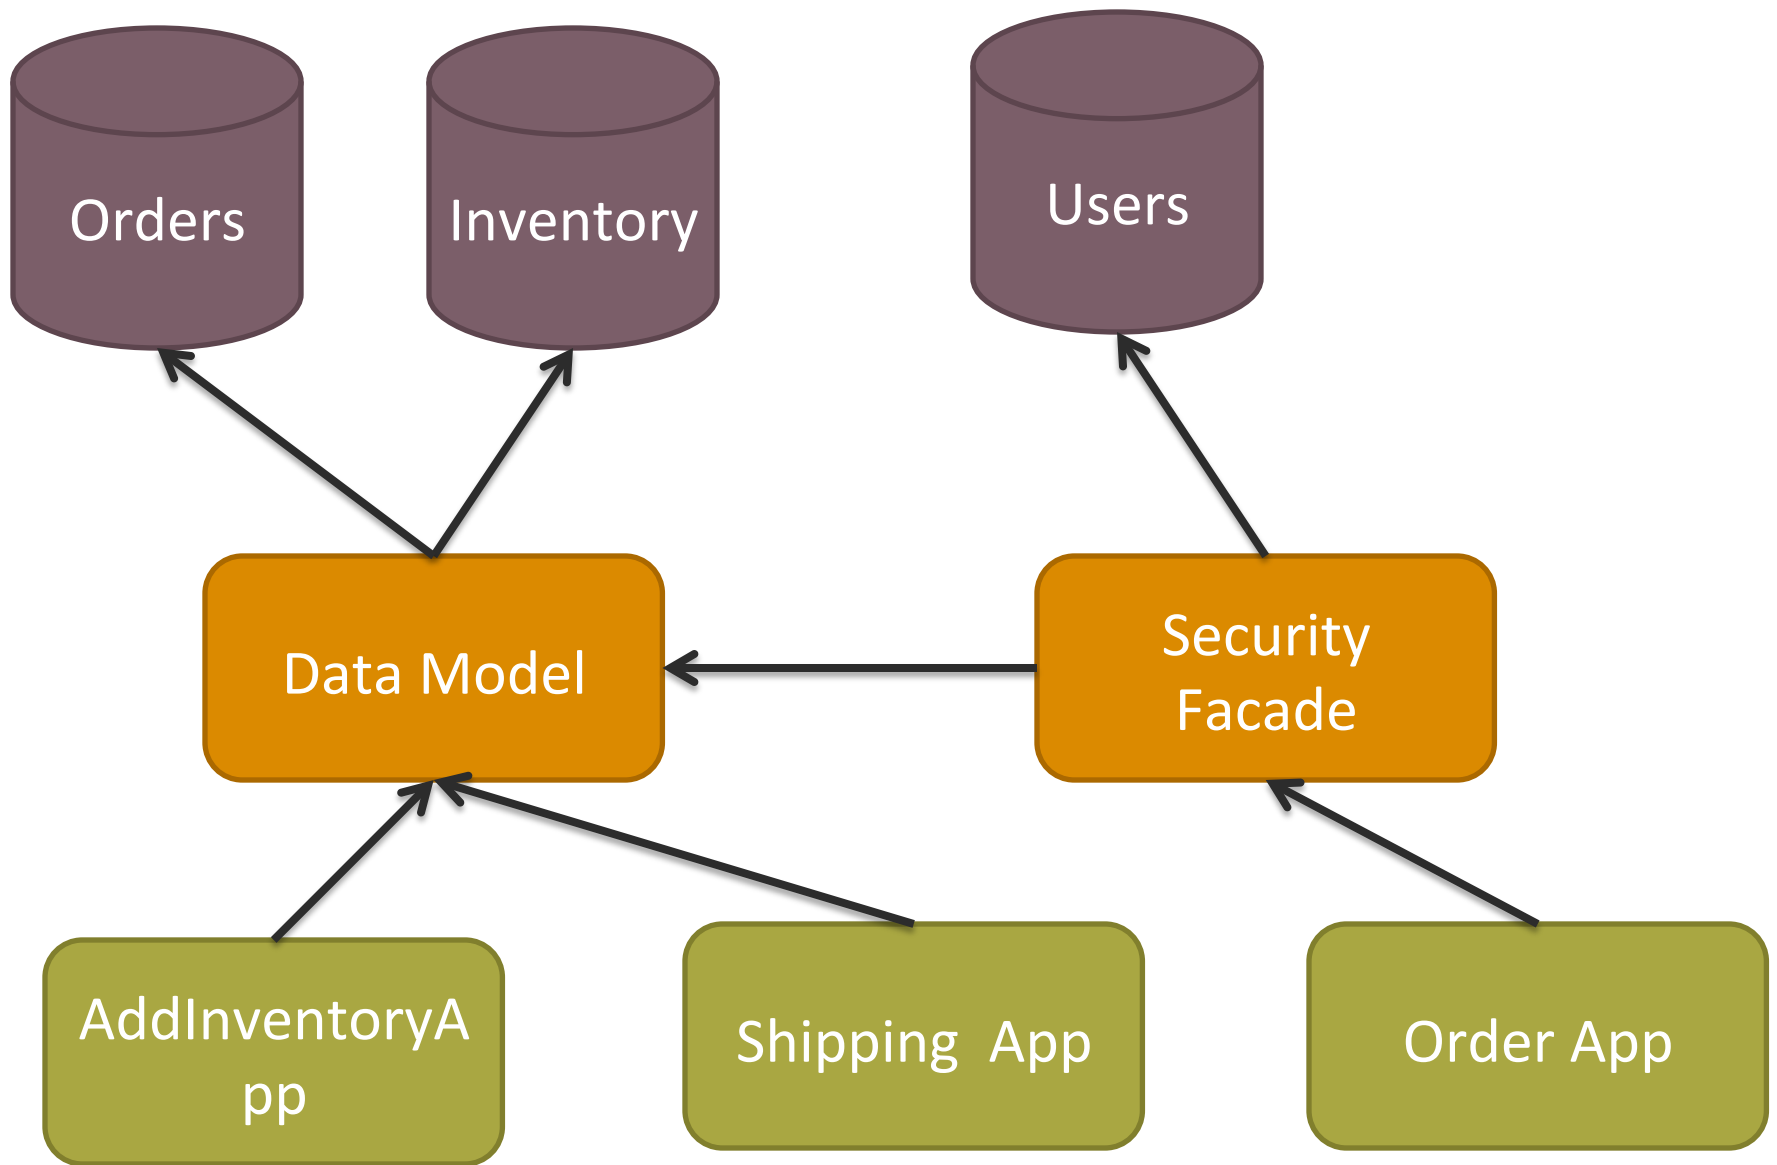 Orders
Inventory
Users
Data Model
Security
Facade
AddInventoryA
pp
Shipping  App
Order App